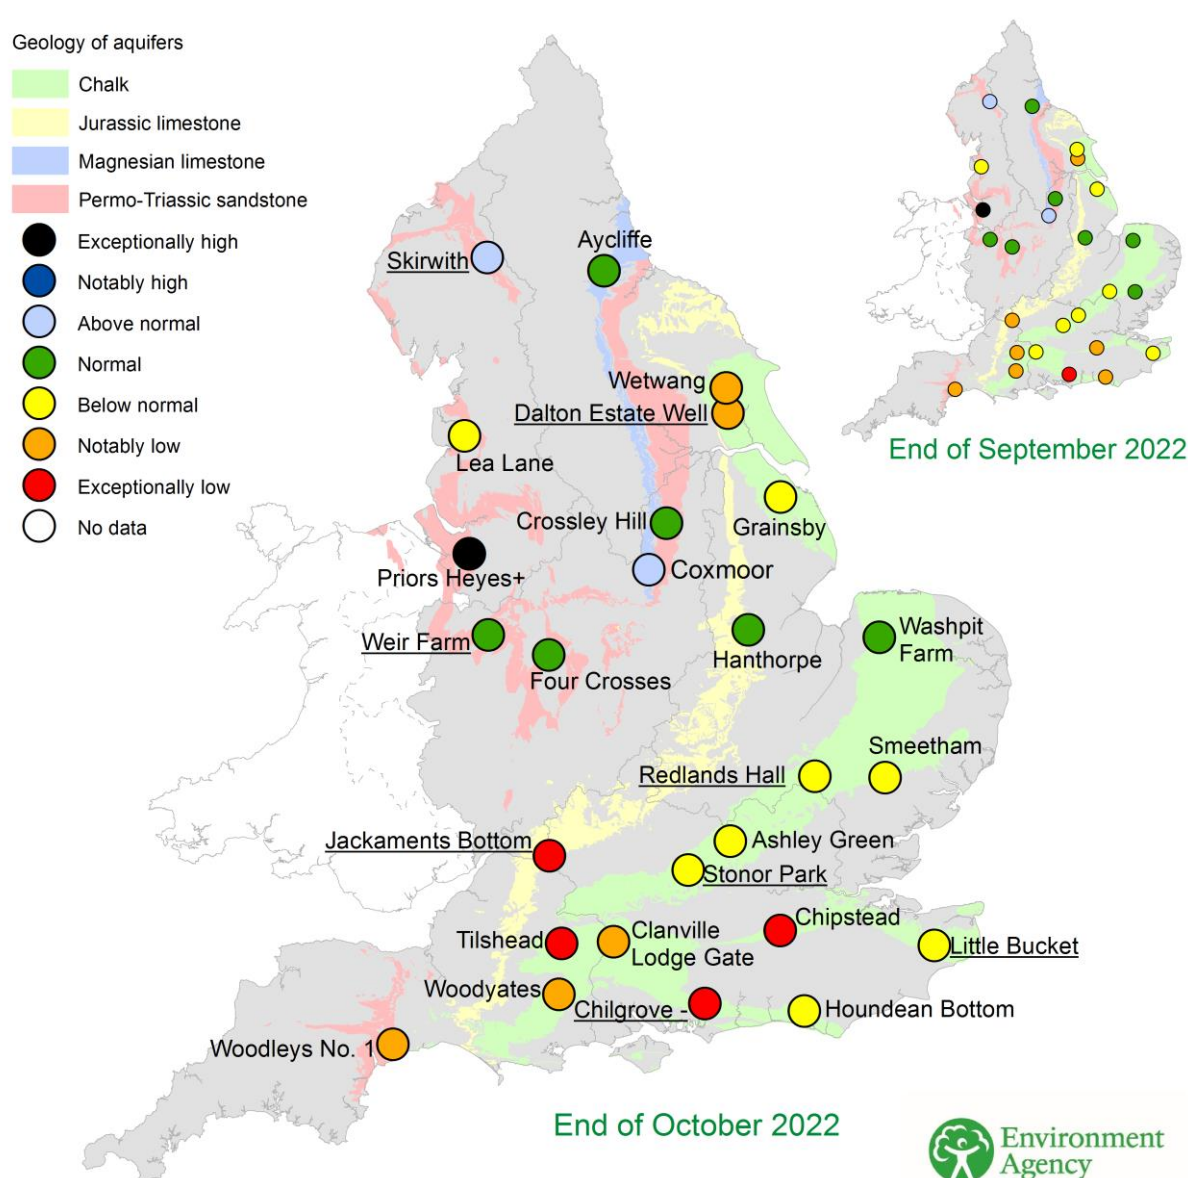 Geology of aquifers
Chalk
Jurassic limestone
Magnesian limestone
Permo-Triassic sandstone
Exceptionally high
Notably high
Above normal
Normal
Below normal
Notably low
Exceptionally low
No data
End of September 2022
Aycliffe
Skirwith
Wetwang
Dalton Estate Well
Lea Lane
Grainsby
Crossley Hill
Coxmoor
Priors Heyes+
Weir Farm
Four Crosses
Hanthorpe
Washpit
Farm
Smeetham
Redlands Hall
Jackaments Bottom
Ashley Green
Stonor Park
Chipstead
Tilshead
Clanville
Lodge Gate
Little Bucket
Woodyates
Chilgrove -
Houndean Bottom
Woodleys No. 1
End of October 2022
Environment
Agency